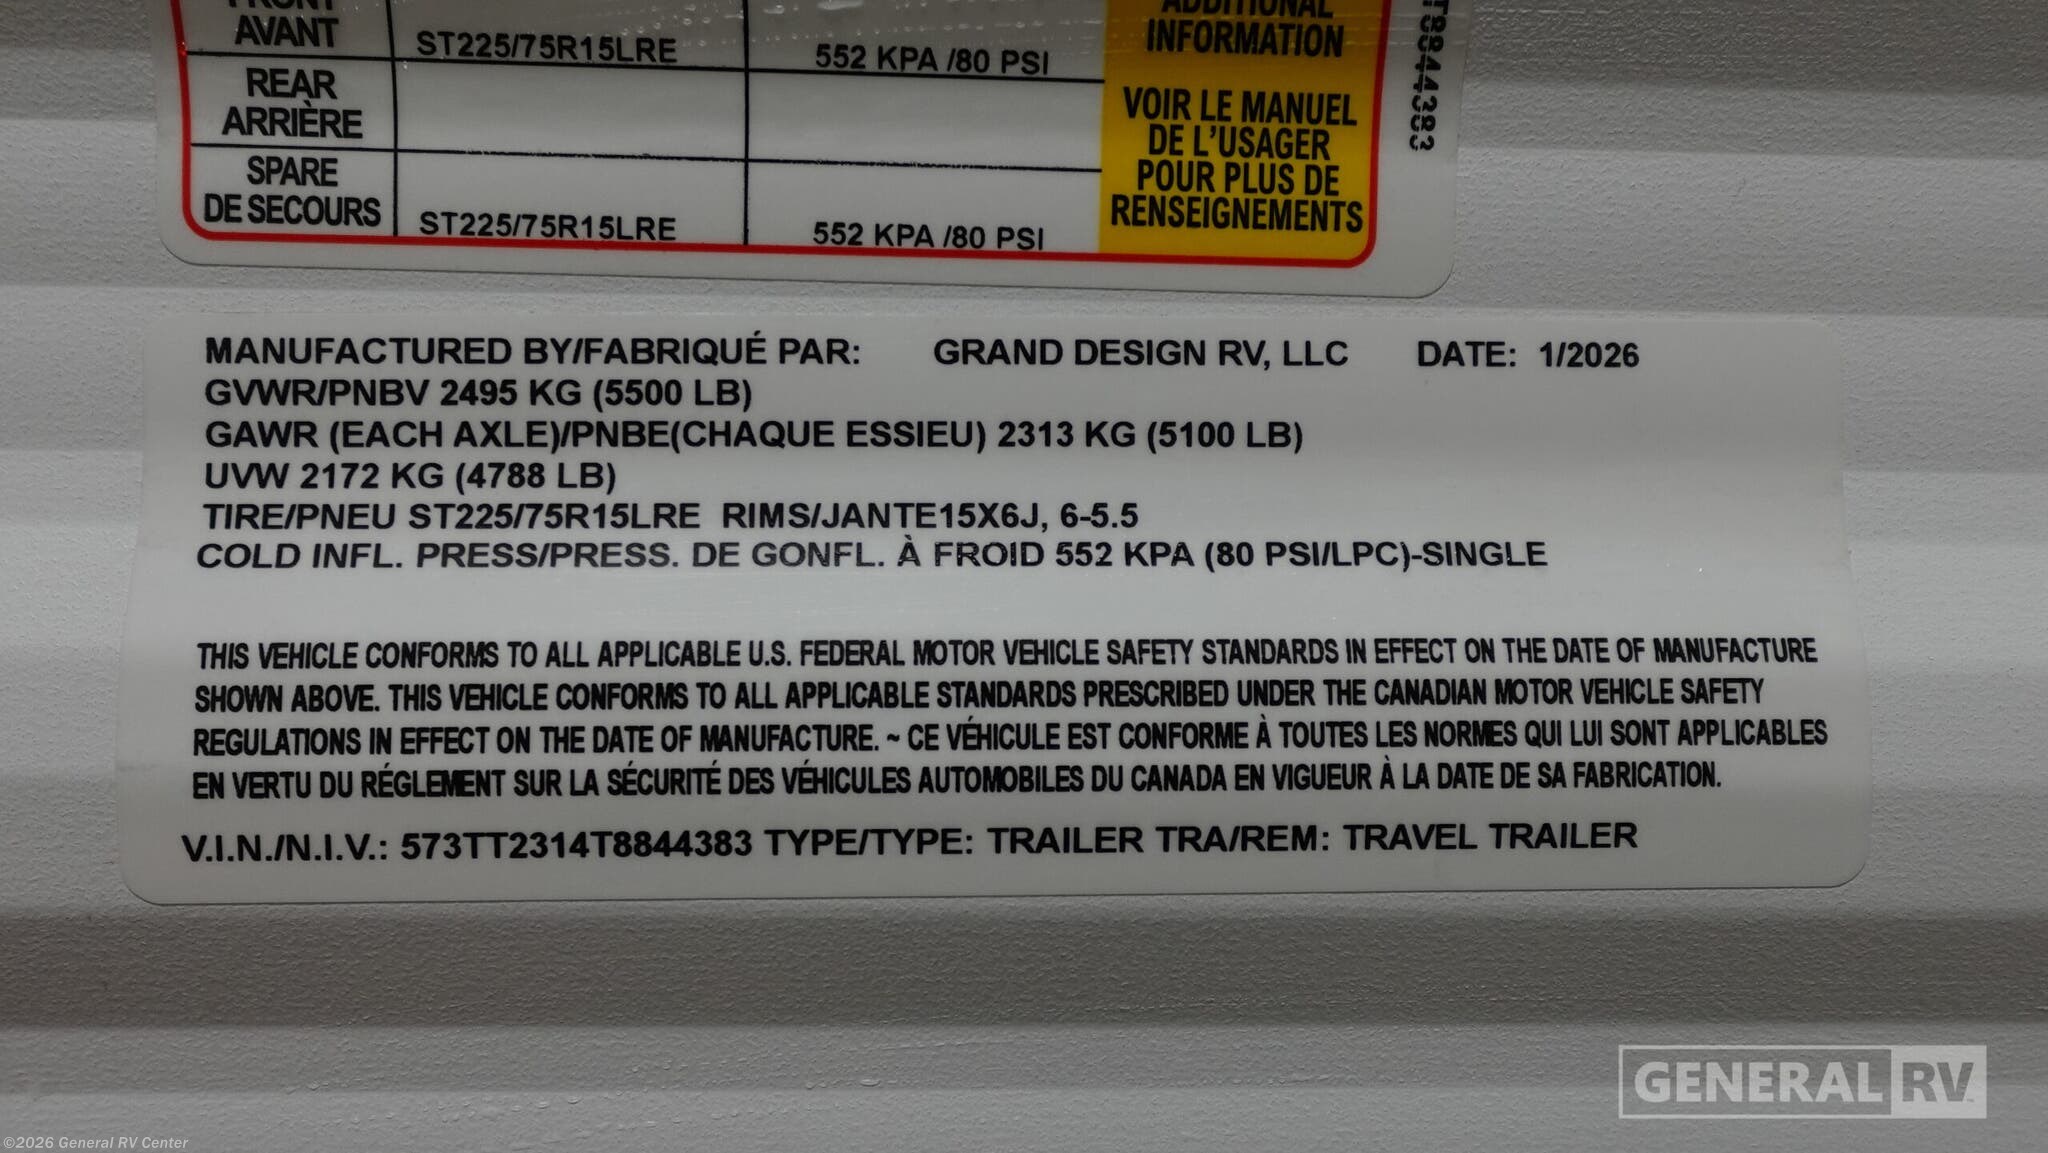 FRONT
AVANT
ST225/75R15LRE
552 KPA /80 PSI
ADDITIONAL
INFORMATION
REAR
ARRIÈRE
SPARE
DE SECOURS
ST225/75R15LRE
552 KPA /80 PSI
VOIR LE MANUEL
DE L'USAGER
POUR PLUS DE
RENSEIGNEMENTS
T8844383
MANUFACTURED BY/FABRIQUÉ PAR: GRAND DESIGN RV, LLC DATE: 1/2026
GVWR/PNBV 2495 KG (5500 LB)
GAWR (EACH AXLE)/PNBE(CHAQUE ESSIEU) 2313 KG (5100 LB)
UVW 2172 KG (4788 LB)
TIRE/PNEU ST225/75R15LRE RIMS/JANTE15X6J, 6-5.5
COLD INFL. PRESS/PRESS. DE GONFL. À FROID 552 KPA (80 PSI/LPC)-SINGLE
THIS VEHICLE CONFORMS TO ALL APPLICABLE U.S. FEDERAL MOTOR VEHICLE SAFETY STANDARDS IN EFFECT ON THE DATE OF MANUFACTURE
SHOWN ABOVE. THIS VEHICLE CONFORMS TO ALL APPLICABLE STANDARDS PRESCRIBED UNDER THE CANADIAN MOTOR VEHICLE SAFETY
REGULATIONS IN EFFECT ON THE DATE OF MANUFACTURE. ~ CE VÉHICULE EST CONFORME À TOUTES LES NORMES QUI LUI SONT APPLICABLES
EN VERTU DU RÉGLEMENT SUR LA SÉCURITÉ DES VÉHICULES AUTOMOBILES DU CANADA EN VIGUEUR À LA DATE DE SA FABRICATION.
V.I.N./N.I.V.: 573TT2314T8844383 TYPE/TYPE: TRAILER TRA/REM: TRAVEL TRAILER
GENERAL RV
©2026 General RV Center